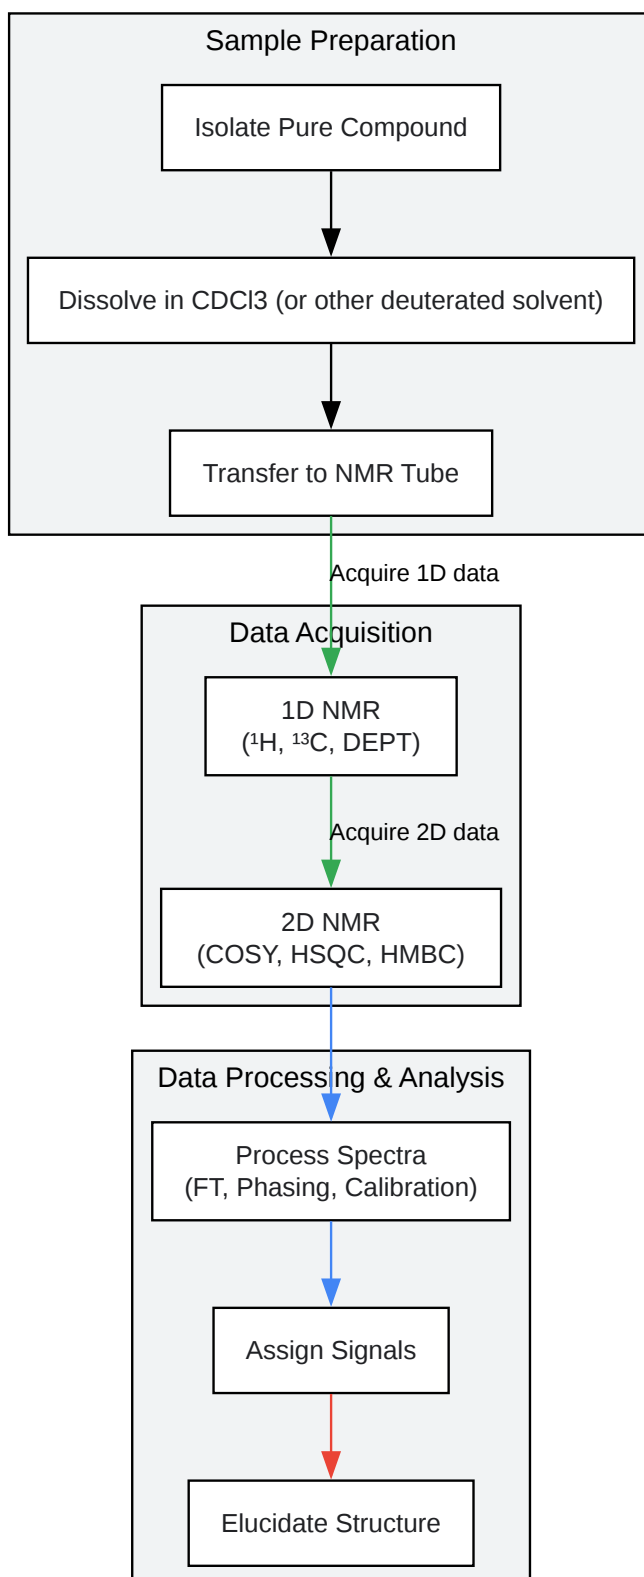 Sample Preparation
Isolate Pure Compound
Dissolve in CDCl3 (or other deuterated solvent)
Transfer to NMR Tube
Acquire 1D data
Data Acquisition
1D NMR
(¹H, ¹³C, DEPT)
Acquire 2D data
2D NMR
(COSY, HSQC, HMBC)
Data Processing & Analysis
Process Spectra
(FT, Phasing, Calibration)
Assign Signals
Elucidate Structure